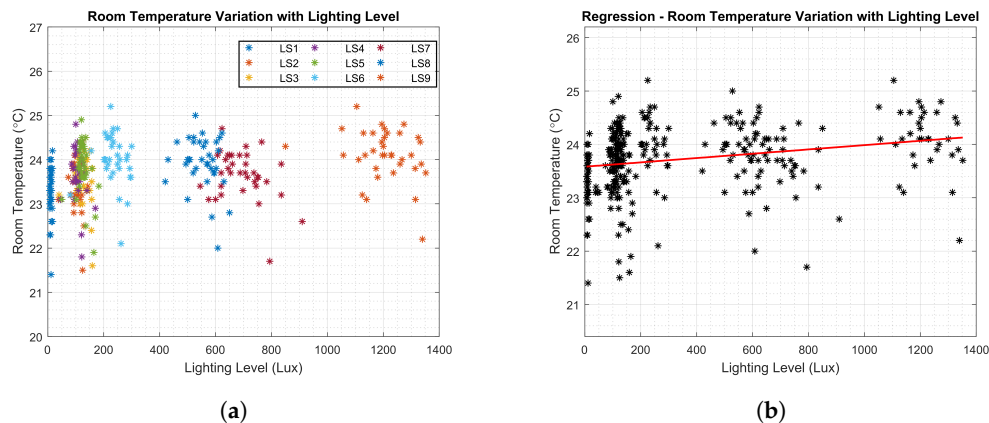 Room Temperature Variation with Lighting Level
27
26
25
24
23
22
21
20
Room Temperature (°C)
LS1 LS4 LS7
LS2 LS5 LS8
LS3 LS6 LS9
0 200 400 600 800 1000 1200 1400
Lighting Level (Lux)
(a)
Regression - Room Temperature Variation with Lighting Level
26
25
24
23
22
21
Room Temperature (°C)
0 200 400 600 800 1000 1200 1400
Lighting Level (Lux)
(b)